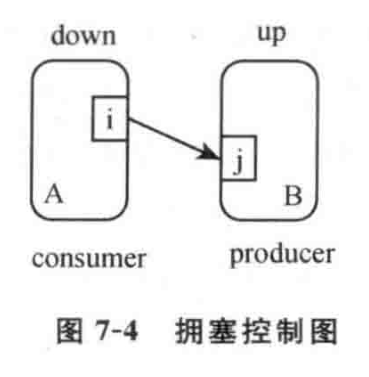 down up
i
j
A B
consumer producer
图 7-4 拥塞控制图